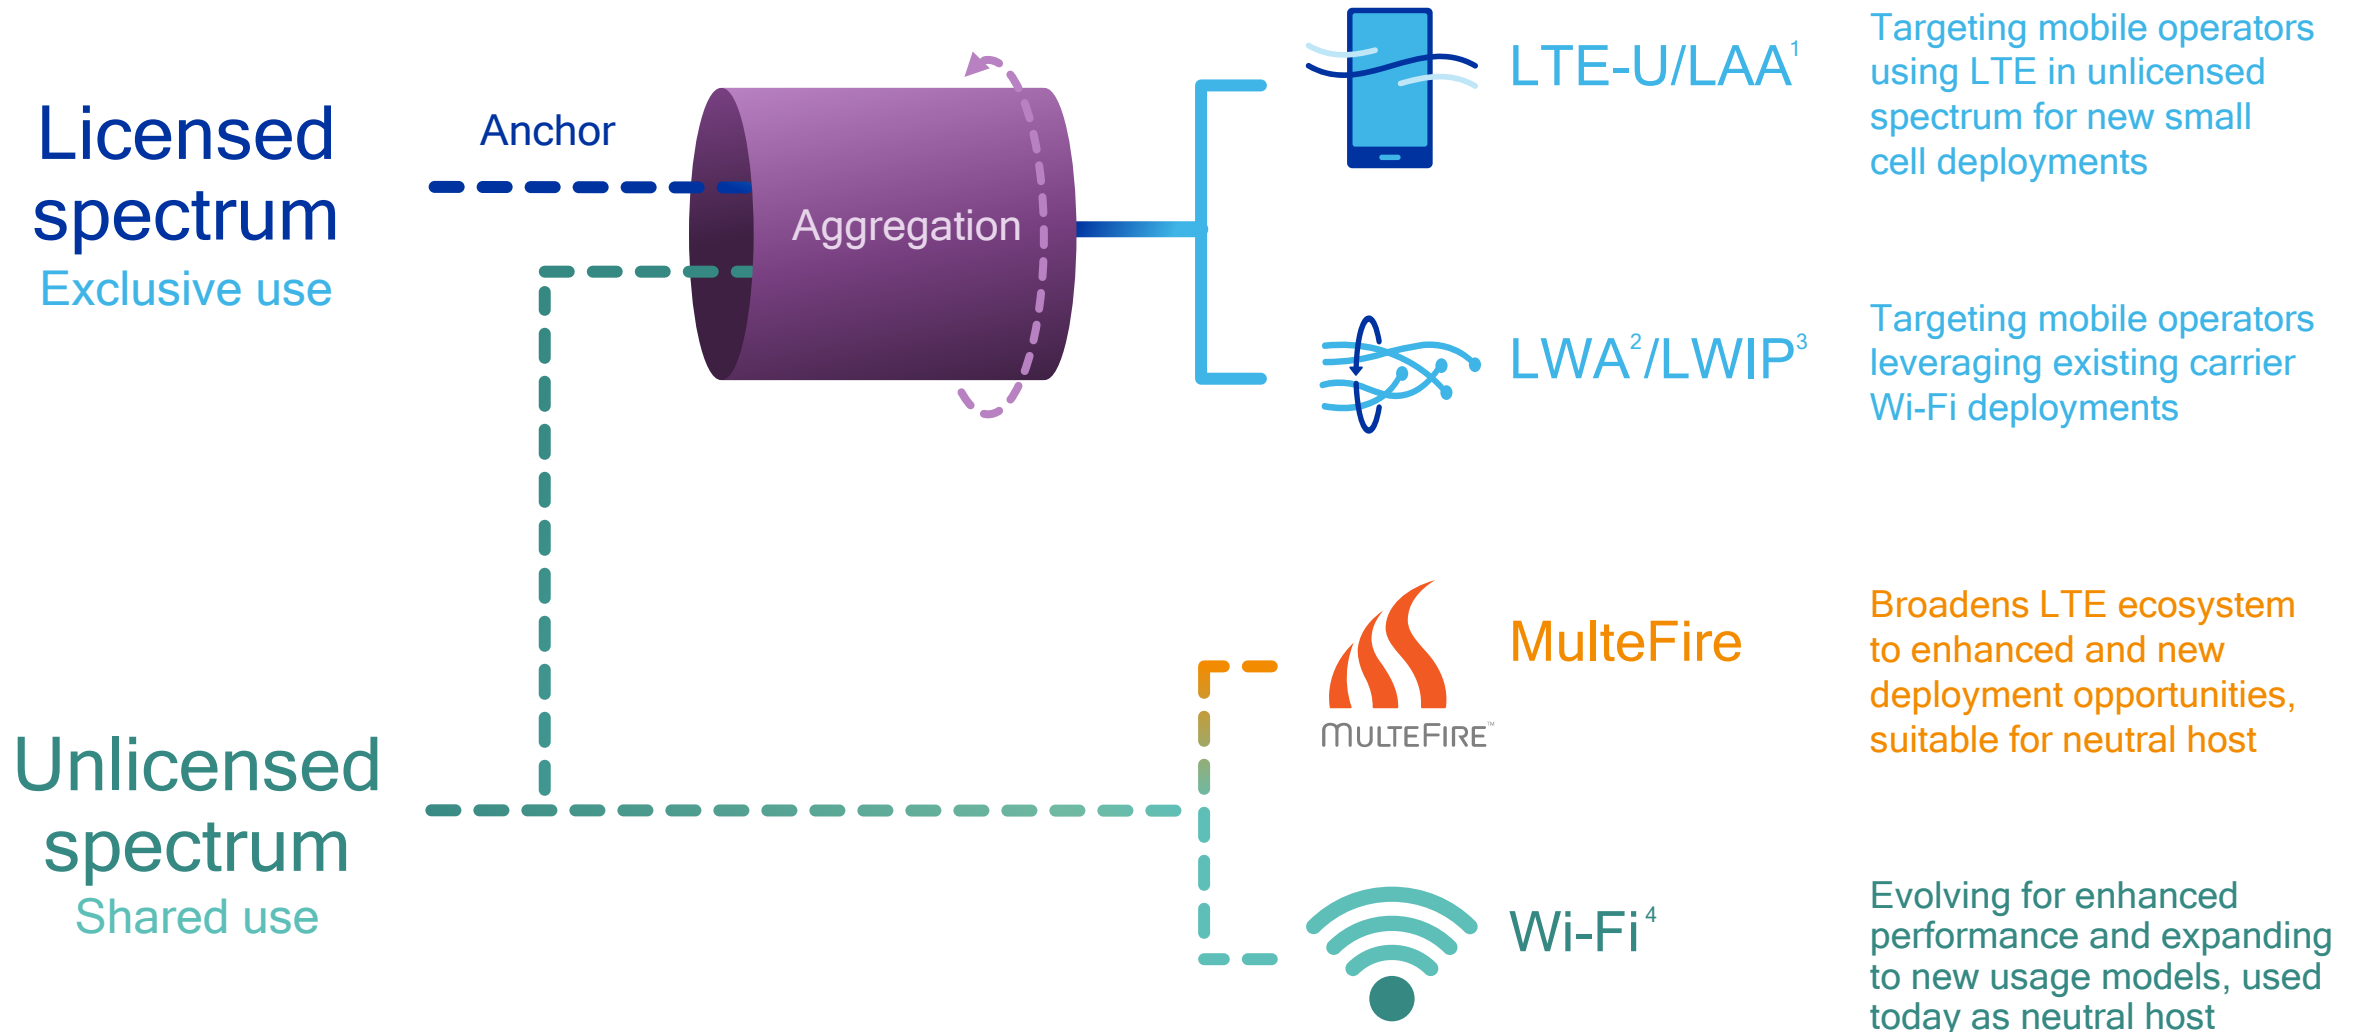 Licensed
spectrum
Exclusive use
Anchor
Aggregation
LTE-U/LAA¹
Targeting mobile operators
using LTE in unlicensed
spectrum for new small
cell deployments
LWA²/LWIP³
Targeting mobile operators
leveraging existing carrier
Wi-Fi deployments
Unlicensed
spectrum
Shared use
MULTEFIRE™
MulteFire
Broadens LTE ecosystem
to enhanced and new
deployment opportunities,
suitable for neutral host
Wi-Fi⁴
Evolving for enhanced
performance and expanding
to new usage models, used
today as neutral host